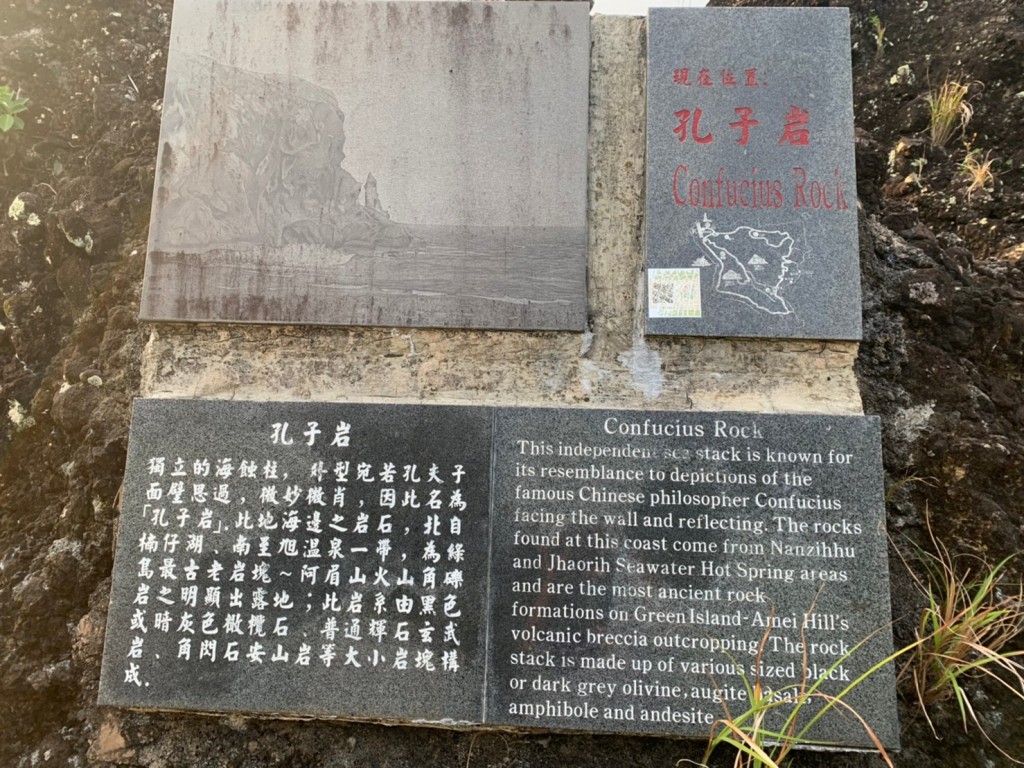 現在位置:
孔子岩
Confucius Rock
孔子岩
獨立的海蝕柱，外型宛若孔夫子
面壁思過，微妙微肖，因此名為
「孔子岩」.此地海邊之岩石，北自
楠仔湖、南至旭溫泉一帶，為綠
島最古老岩塊～阿眉山火山角礫
岩之明顯出露地；此岩系由黑色
或暗灰色橄欖石、普通輝石玄武
岩、角閃石安山岩等大小岩塊構
成.
Confucius Rock
This independent sea stack is known for
its resemblance to depictions of the
famous Chinese philosopher Confucius
facing the wall and reflecting. The rocks
found at this coast come from Nanzihhu
and Jhaorih Seawater Hot Spring areas
and are the most ancient rock
formations on Green Island-Amei Hill's
volcanic breccia outcropping. The rock
stack is made up of various sized black
or dark grey olivine, augite basalt,
amphibole and andesite